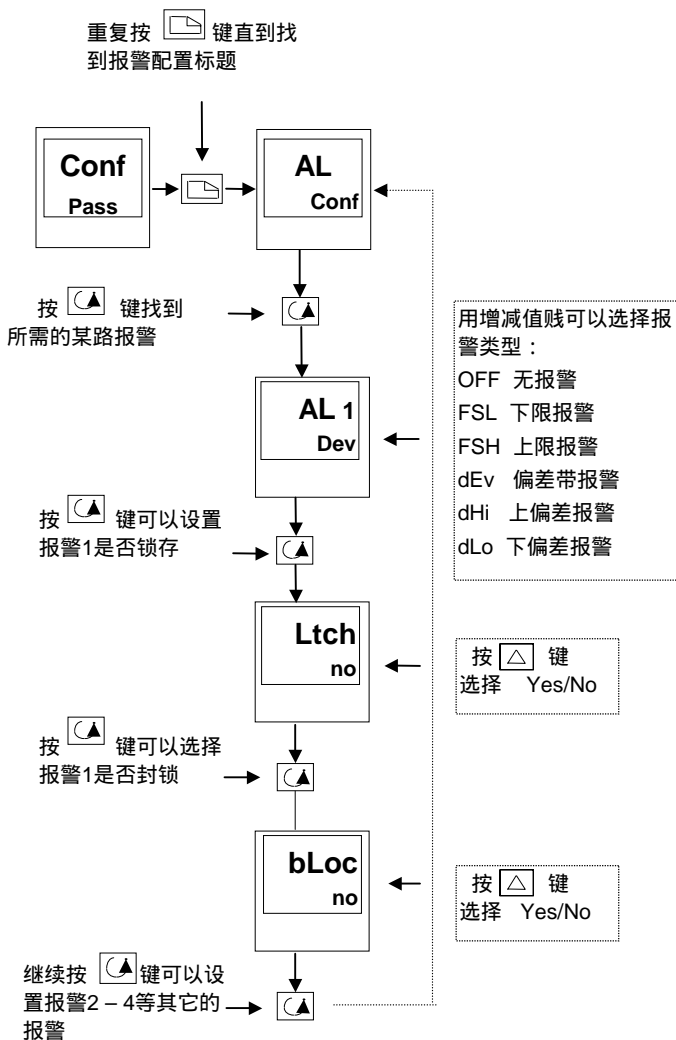 重复按 键直到找
到报警配置标题
Conf
Pass
AL
Conf
按 键找到
所需的某路报警
用增减值贱可以选择报
警类型：
OFF 无报警
FSL 下限报警
FSH 上限报警
dEv 偏差带报警
dHi 上偏差报警
dLo 下偏差报警
AL 1
Dev
按 键可以设置
报警1是否锁存
Ltch
no
按 键
选择 Yes/No
按 键可以选择
报警1是否封锁
bLoc
no
按 键
选择 Yes/No
继续按 键可以设
置报警2 – 4等其它的
报警